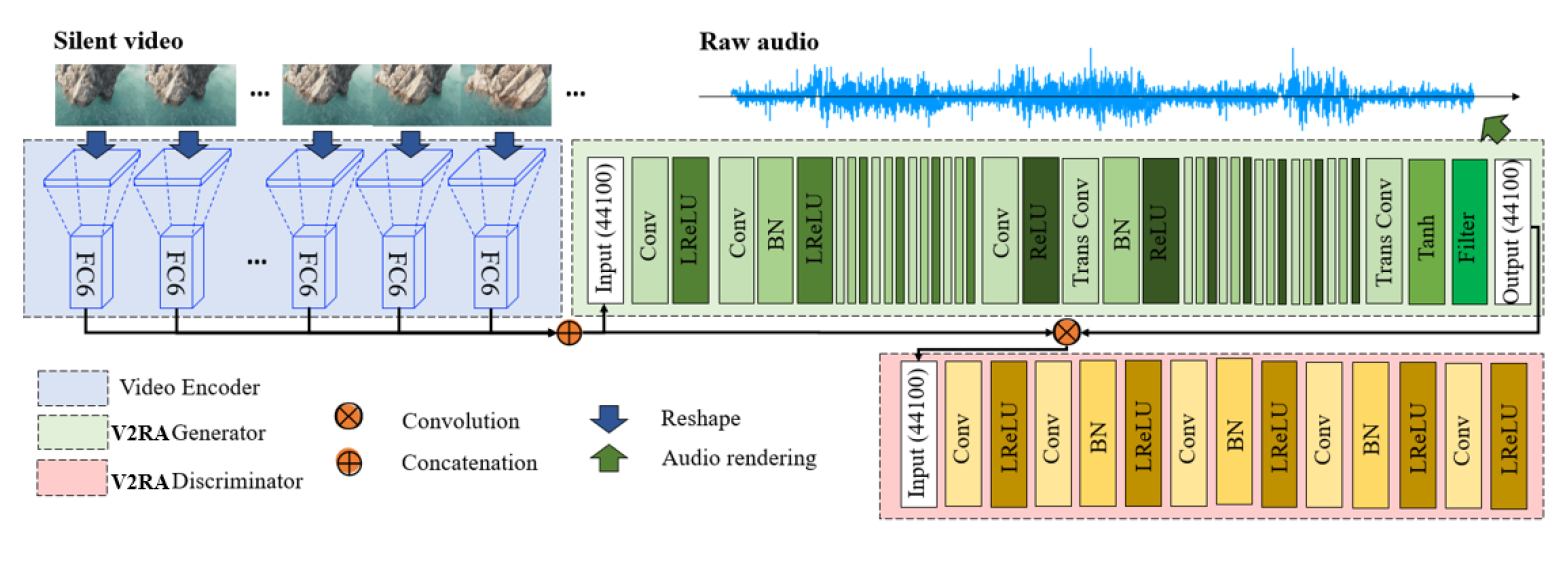 Silent video
Raw audio
...
...
FC6
FC6
...
FC6
FC6
FC6
Input (44100)
Conv
LReLU
Conv
BN
LReLU
Conv
ReLU
Trans Conv
BN
ReLU
Trans Conv
Tanh
Filter
Output (44100)
Input (44100)
Conv
LReLU
Conv
BN
LReLU
Conv
BN
LReLU
Conv
BN
LReLU
Conv
LReLU
Video Encoder
V2RA Generator
V2RA Discriminator
Convolution
Concatenation
Reshape
Audio rendering